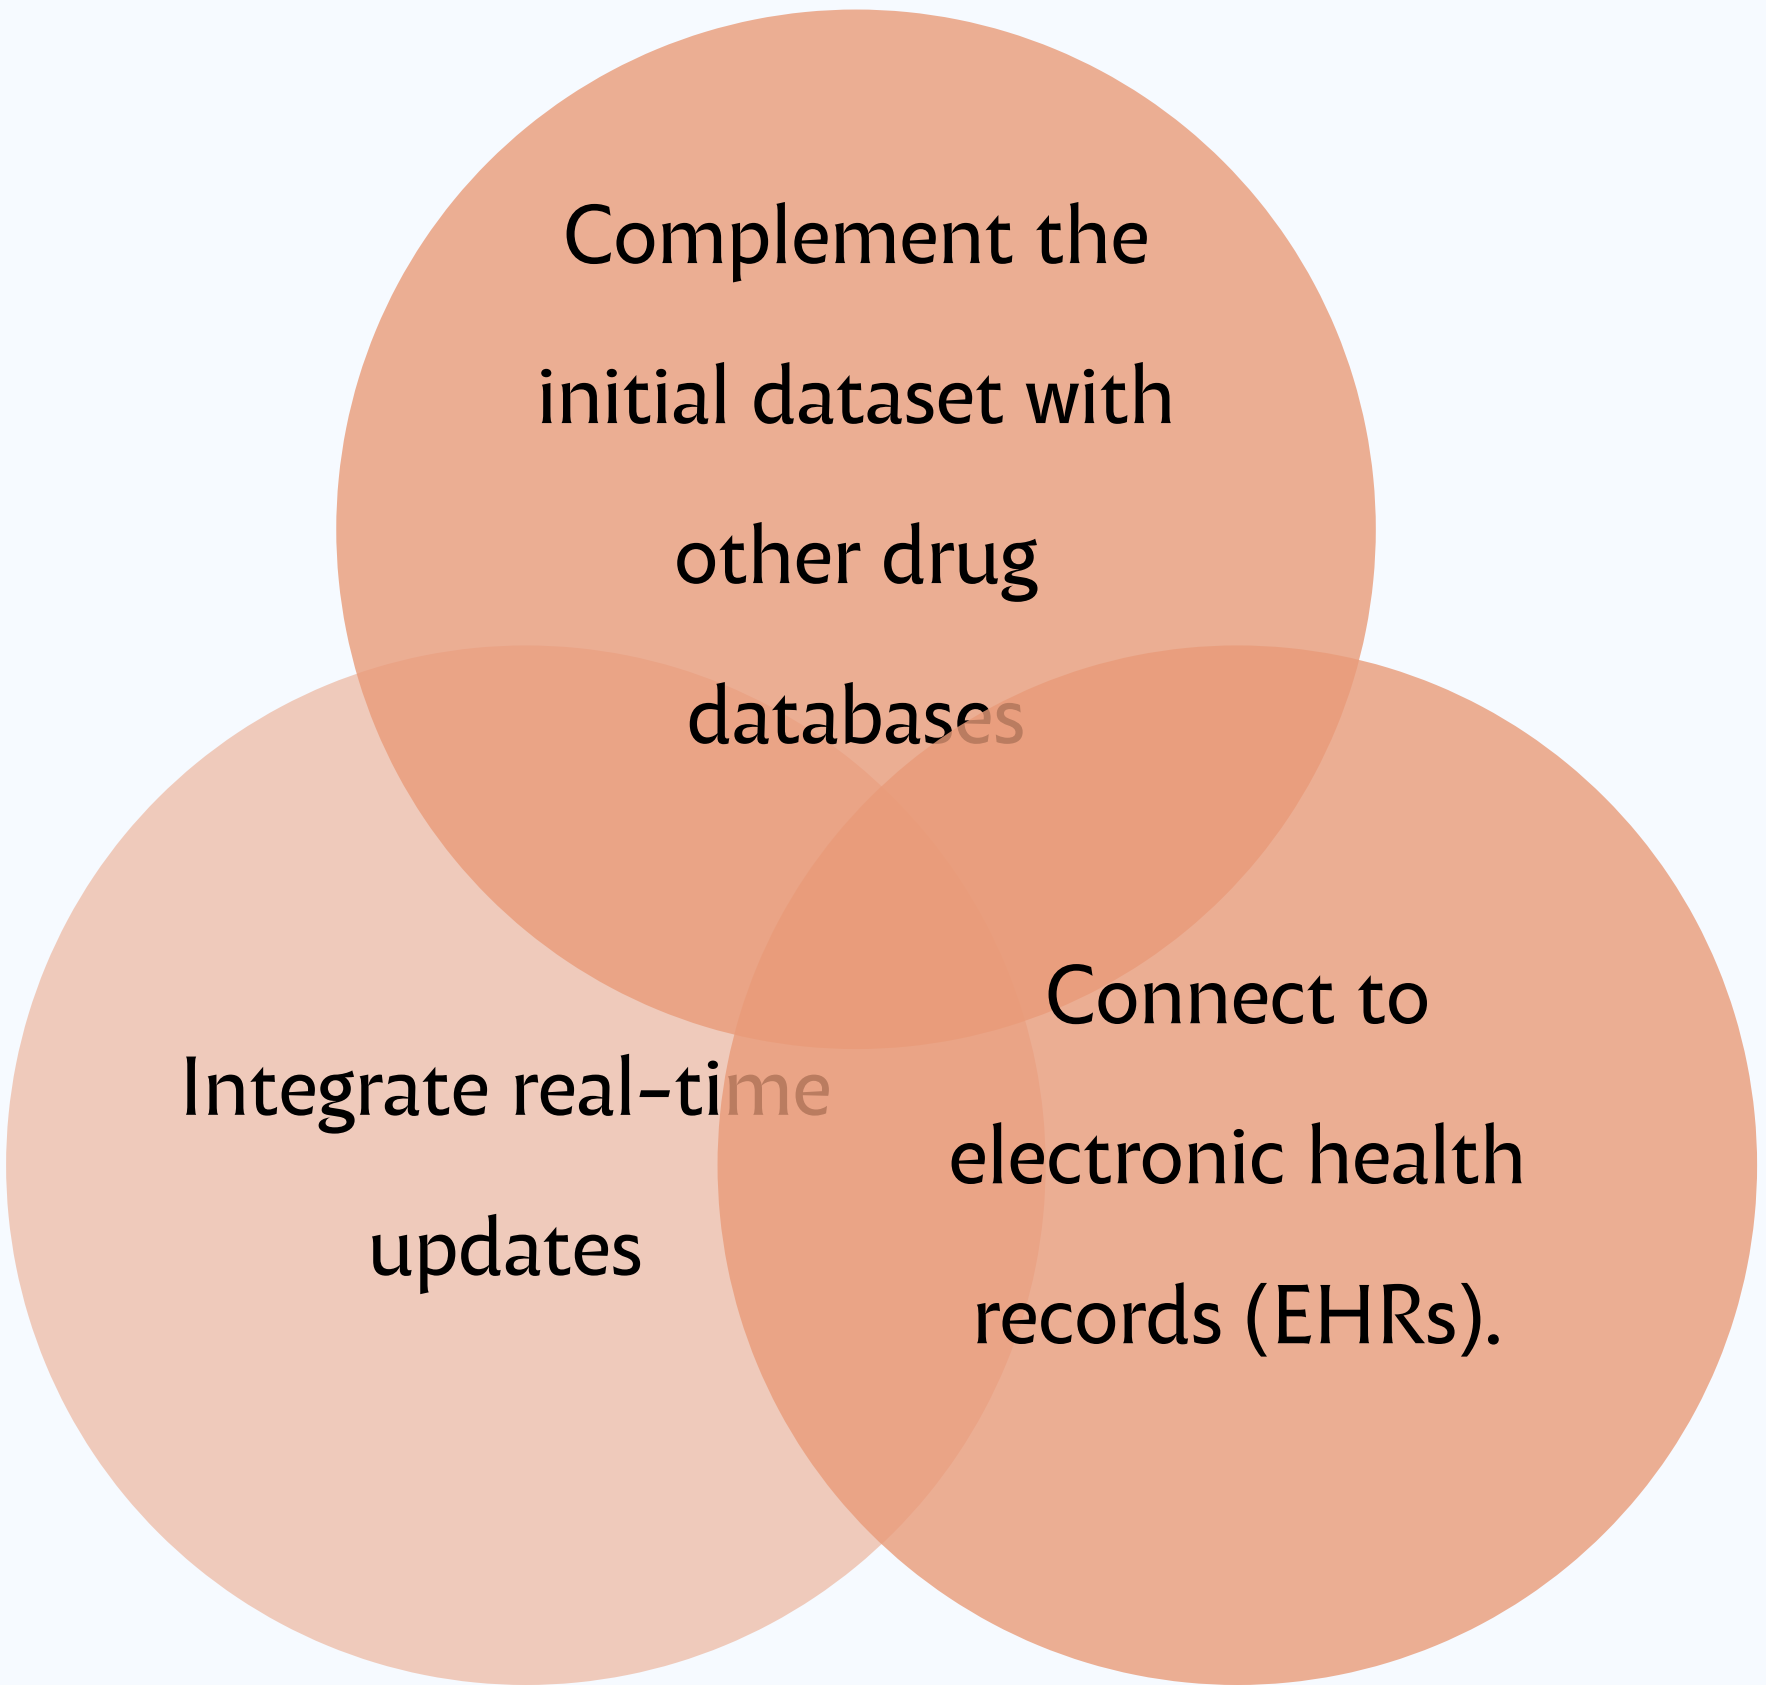 Complement the
initial dataset with
other drug
databases
Integrate real-time
updates
Connect to
electronic health
records (EHRs).